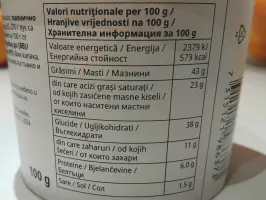 Valori nutriționale per 100 g /
Hranjive vrijednosti na 100 g /
Хранителна информация за 100 g
Valoare energetică / Energija /
Енергийна стойност
2379 kJ
573 kcal
Grăsimi / Masti / Мазнини
43 g
din care acizi grași saturați /
od kojih zasićene masne kiseli /
от които наситени мастни
киселини
23 g
Glucide / Ugljikohidrati /
Въглехидрати
38 g
din care zaharuri / od kojih
šećeri / от които захари
11 g
Proteine / Bjelančevine /
Белтъци
6.0 g
Sare / Sol / Сол
1.5 g
100 g